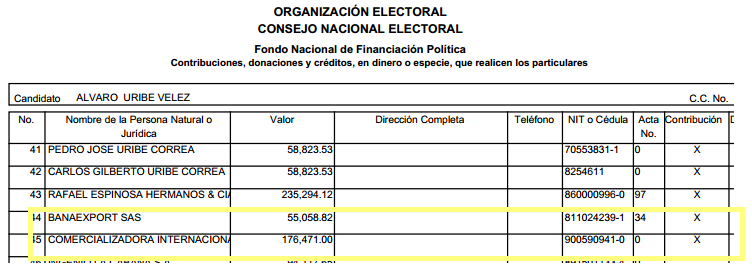 ORGANIZACIÓN ELECTORAL
CONSEJO NACIONAL ELECTORAL
Fondo Nacional de Financiación Política
Contribuciones, donaciones y créditos, en dinero o especie, que realicen los particulares
Candidato ALVARO URIBE VELEZ C.C. No.
No. Nombre de la Persona Natural o Jurídica Valor Dirección Completa Teléfono NIT o Cédula Acta No. Contribución D
41 PEDRO JOSE URIBE CORREA 58,823.53 70553831-1 0 X
42 CARLOS GILBERTO URIBE CORREA 58,823.53 8254611 0 X
43 RAFAEL ESPINOSA HERMANOS & CI 235,294.12 860000996-0 97 X
44 BANAEXPORT SAS 55,058.82 811024239-1 34 X
45 COMERCIALIZADORA INTERNACIONA 176,471.00 900590941-0 0 X